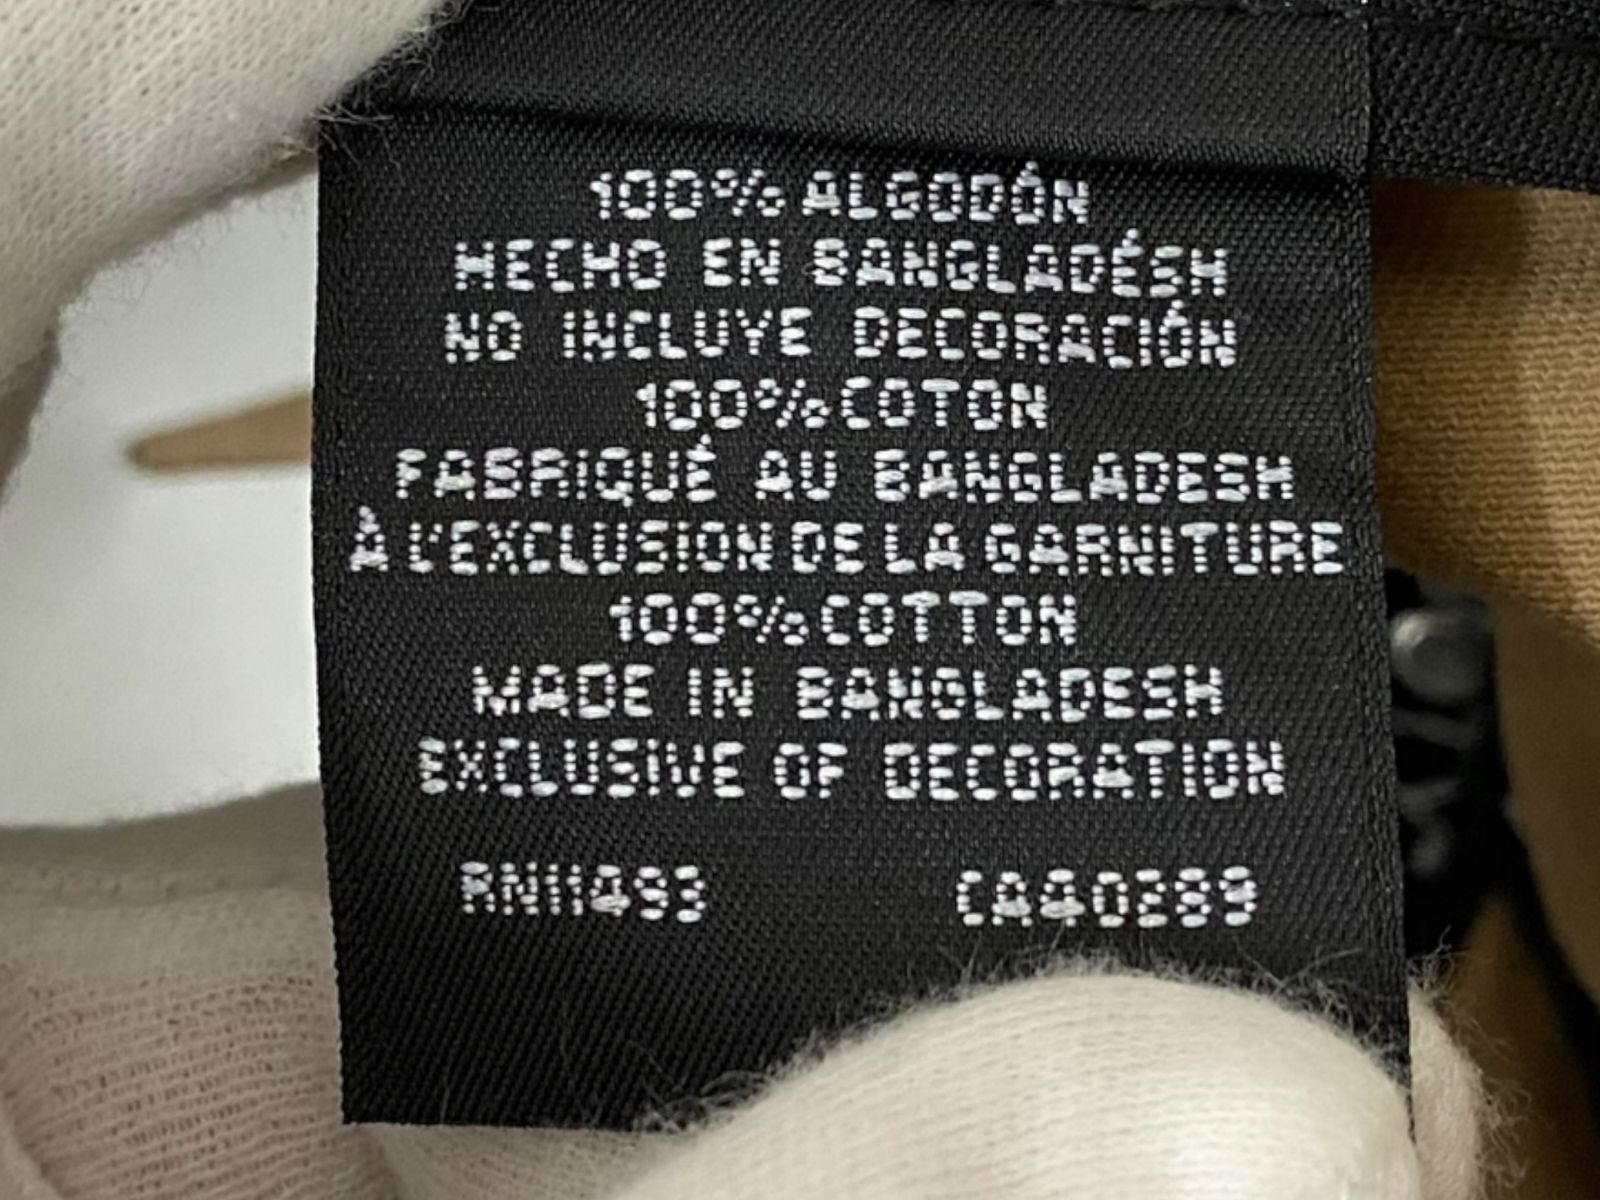 100% ALGODÓN
HECHO EN BANGLADÉSH
NO INCLUYE DECORACIÓN
100% COTON
FABRIQUÉ AU BANGLADESH
À L'EXCLUSION DE LA GARNITURE
100% COTTON
MADE IN BANGLADESH
EXCLUSIVE OF DECORATION
RN11493 CA40389